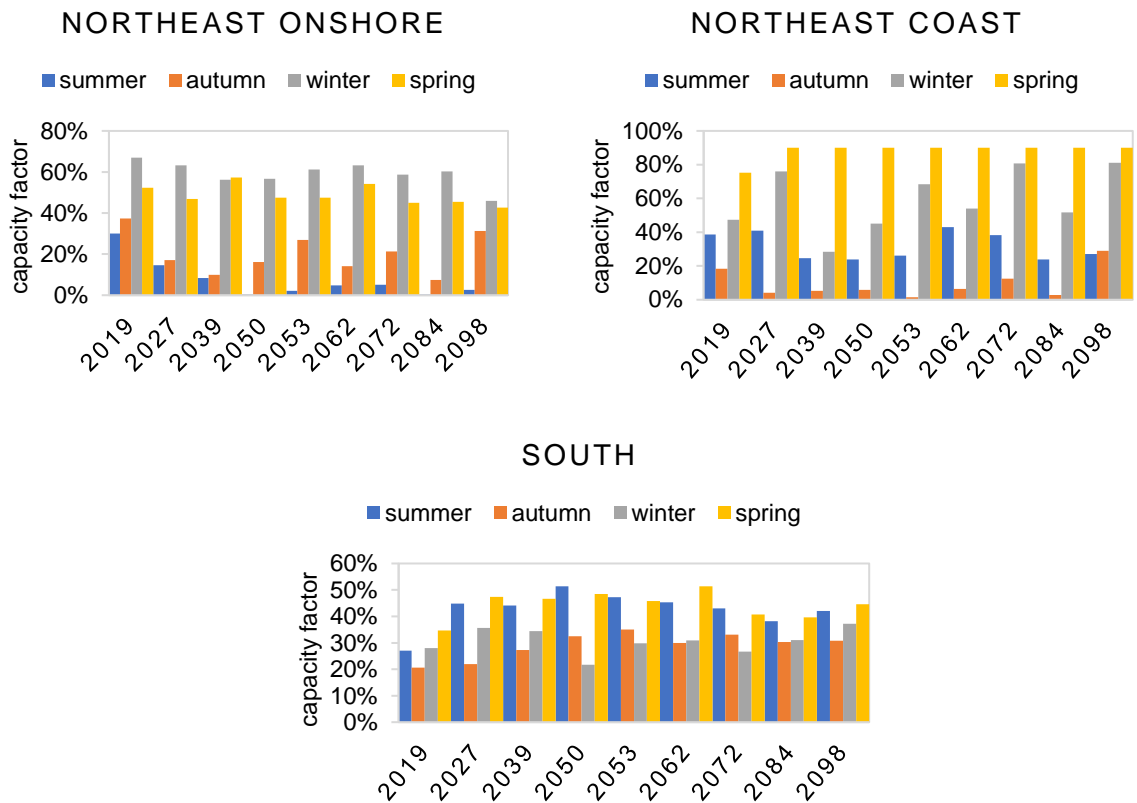 NORTHEAST ONSHORE
summer autumn winter spring
80%
60%
40%
20%
0%
capacity factor
2019 2027 2039 2050 2053 2062 2072 2084 2098
NORTHEAST COAST
summer autumn winter spring
100%
80%
60%
40%
20%
0%
capacity factor
2019 2027 2039 2050 2053 2062 2072 2084 2098
SOUTH
summer autumn winter spring
60%
50%
40%
30%
20%
10%
0%
capacity factor
2019 2027 2039 2050 2053 2062 2072 2084 2098